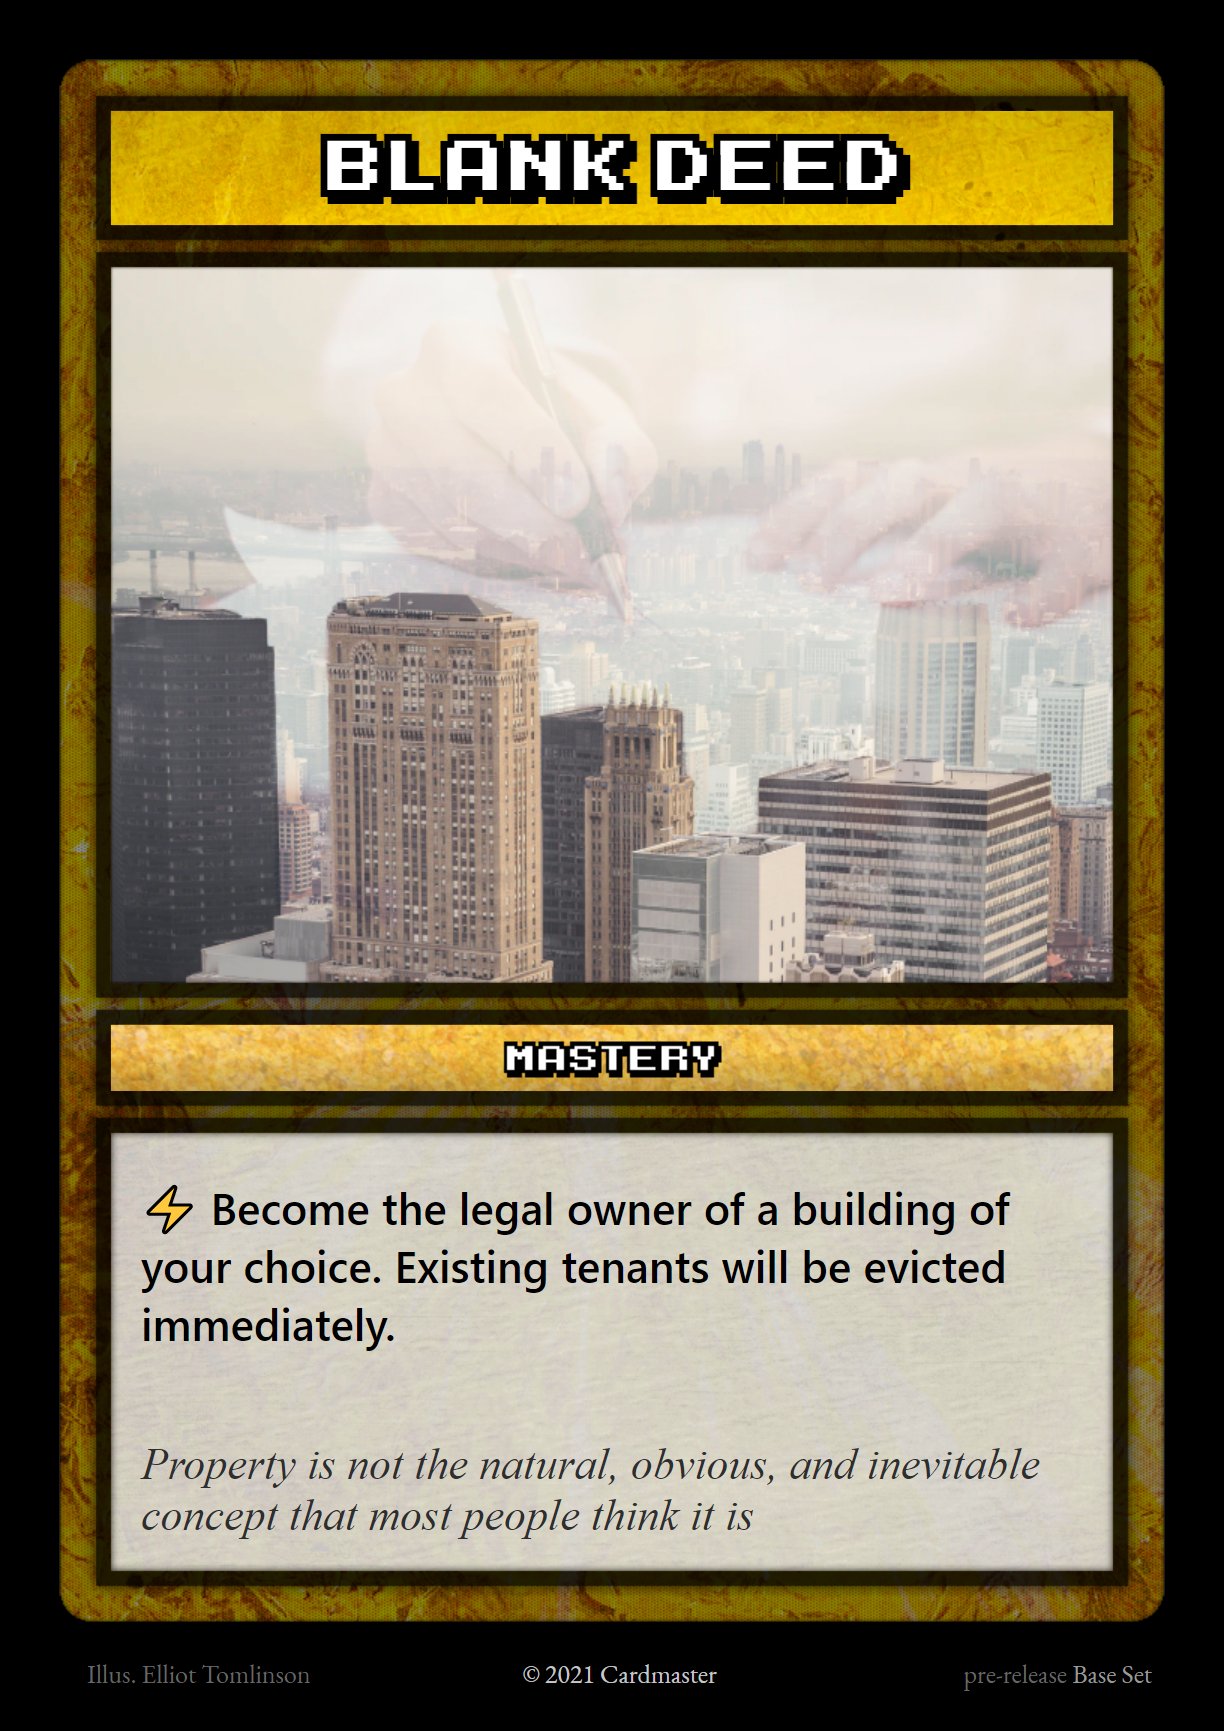 BLANK DEED
MASTERY
⚡ Become the legal owner of a building of
your choice. Existing tenants will be evicted
immediately.
Property is not the natural, obvious, and inevitable
concept that most people think it is
Illus. Elliot Tomlinson
© 2021 Cardmaster
pre-release Base Set